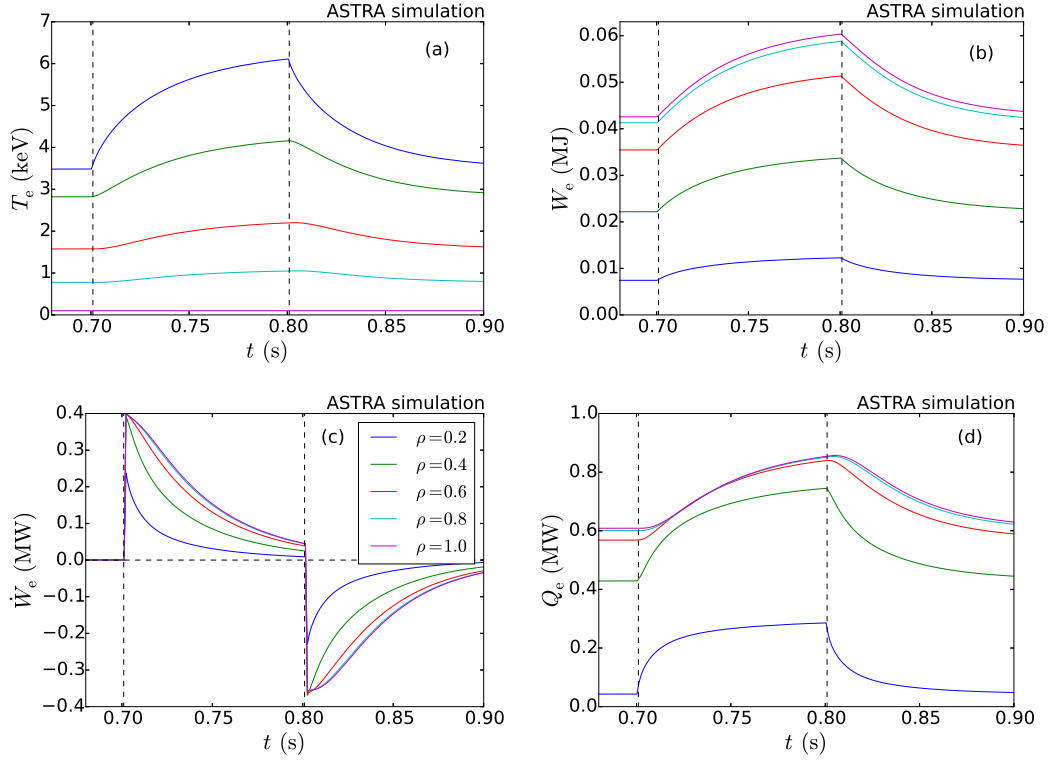 ASTRA simulation
(a)
7
6
5
4
3
2
1
0
T_e (keV)
0.70 0.75 0.80 0.85 0.90
t (s)
ASTRA simulation
(b)
0.06
0.05
0.04
0.03
0.02
0.01
0.00
W_e (MJ)
0.70 0.75 0.80 0.85 0.90
t (s)
ASTRA simulation
(c)
0.4
0.3
0.2
0.1
0.0
−0.1
−0.2
−0.3
−0.4
Ẇ_e (MW)
ρ=0.2
ρ=0.4
ρ=0.6
ρ=0.8
ρ=1.0
0.70 0.75 0.80 0.85 0.90
t (s)
ASTRA simulation
(d)
1.0
0.8
0.6
0.4
0.2
0.0
Q_e (MW)
0.70 0.75 0.80 0.85 0.90
t (s)